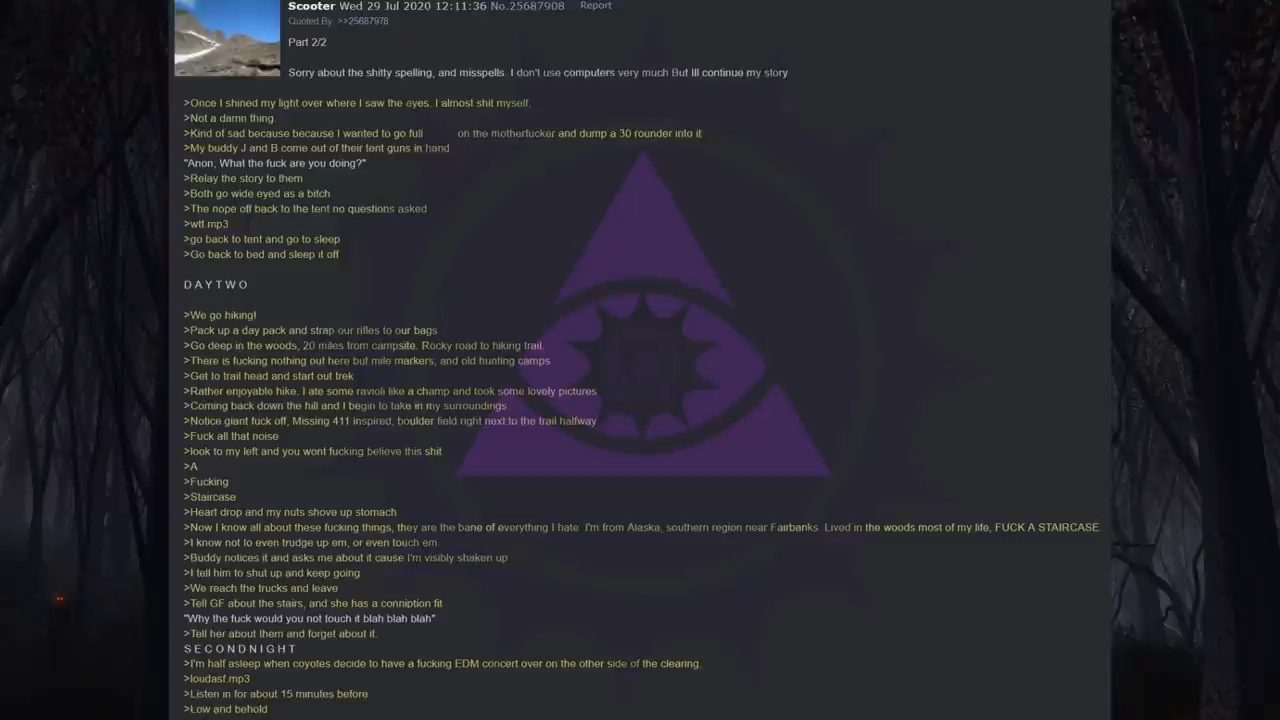 Scooter Wed 29 Jul 2020 12:11:36 No.25687908 Report
Quoted By: >>25687978
Part 2/2
Sorry about the shitty spelling, and misspells. I don't use computers very much But Ill continue my story
>Once I shined my light over where I saw the eyes. I almost shit myself,
>Not a damn thing.
>Kind of sad because because I wanted to go full on the motherfucker and dump a 30 rounder into it
>My buddy J and B come out of their tent guns in hand
"Anon, What the fuck are you doing?"
>Relay the story to them
>Both go wide eyed as a bitch
>The nope off back to the tent no questions asked
>wtf.mp3
>go back to tent and go to sleep
>Go back to bed and sleep it off
D A Y T W O
>We go hiking!
>Pack up a day pack and strap our rifles to our bags
>Go deep in the woods, 20 miles from campsite. Rocky road to hiking trail.
>There is fucking nothing out here but mile markers, and old hunting camps
>Get to trail head and start out trek
>Rather enjoyable hike. I ate some ravioli like a champ and took some lovely pictures
>Coming back down the hill and I begin to take in my surroundings
>Notice giant fuck off, Missing 411 inspired, boulder field right next to the trail halfway
>Fuck all that noise
>look to my left and you wont fucking believe this shit
>A
>Fucking
>Staircase
>Heart drop and my nuts shove up stomach
>Now I know all about these fucking things, they are the bane of everything I hate. I'm from Alaska, southern region near Fairbanks. Lived in the woods most of my life, FUCK A STAIRCASE.
>I know not to even trudge up em, or even touch em.
>Buddy notices it and asks me about it cause I'm visibly shaken up
>I tell him to shut up and keep going
>We reach the trucks and leave
>Tell GF about the stairs, and she has a conniption fit
"Why the fuck would you not touch it blah blah blah"
>Tell her about them and forget about it.
S E C O N D N I G H T
>I'm half asleep when coyotes decide to have a fucking EDM concert over on the other side of the clearing.
>loudasf.mp3
>Listen in for about 15 minutes before
>Low and behold